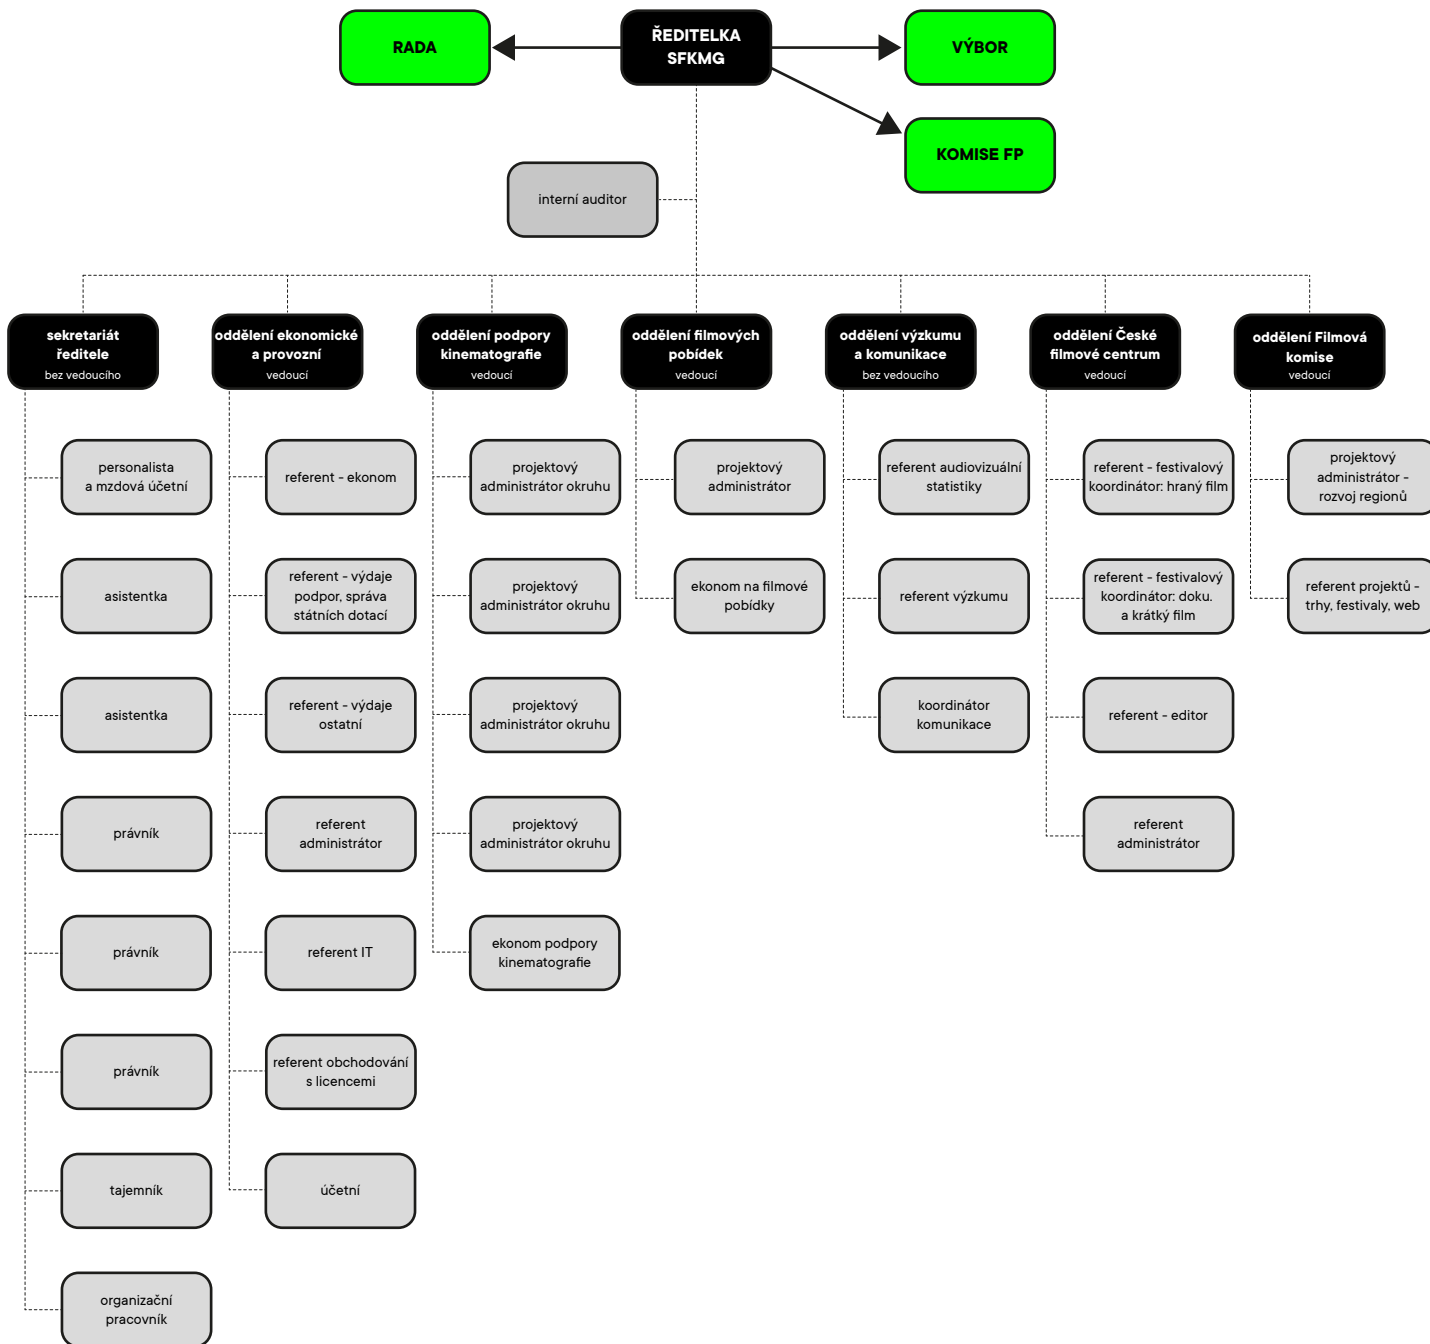 RADA
ŘEDITELKA
SFKMG
VÝBOR
KOMISE FP
interní auditor
sekretariát
ředitele
bez vedoucího
oddělení ekonomické
a provozní
vedoucí
oddělení podpory
kinematografie
vedoucí
oddělení filmových
pobídek
vedoucí
oddělení výzkumu
a komunikace
bez vedoucího
oddělení České
filmové centrum
vedoucí
oddělení Filmová
komise
vedoucí
personalista
a mzdová účetní
asistentka
asistentka
právník
právník
právník
tajemník
organizační
pracovník
referent - ekonom
referent - výdaje
podpor, správa
státních dotací
referent - výdaje
ostatní
referent
administrátor
referent IT
referent obchodování
s licencemi
účetní
projektový
administrátor okruhu
projektový
administrátor okruhu
projektový
administrátor okruhu
projektový
administrátor okruhu
ekonom podpory
kinematografie
projektový
administrátor
ekonom na filmové
pobídky
referent audiovizuální
statistiky
referent výzkumu
koordinátor
komunikace
referent - festivalový
koordinátor: hraný film
referent - festivalový
koordinátor: doku.
a krátký film
referent - editor
referent
administrátor
projektový
administrátor -
rozvoj regionů
referent projektů -
trhy, festivaly, web